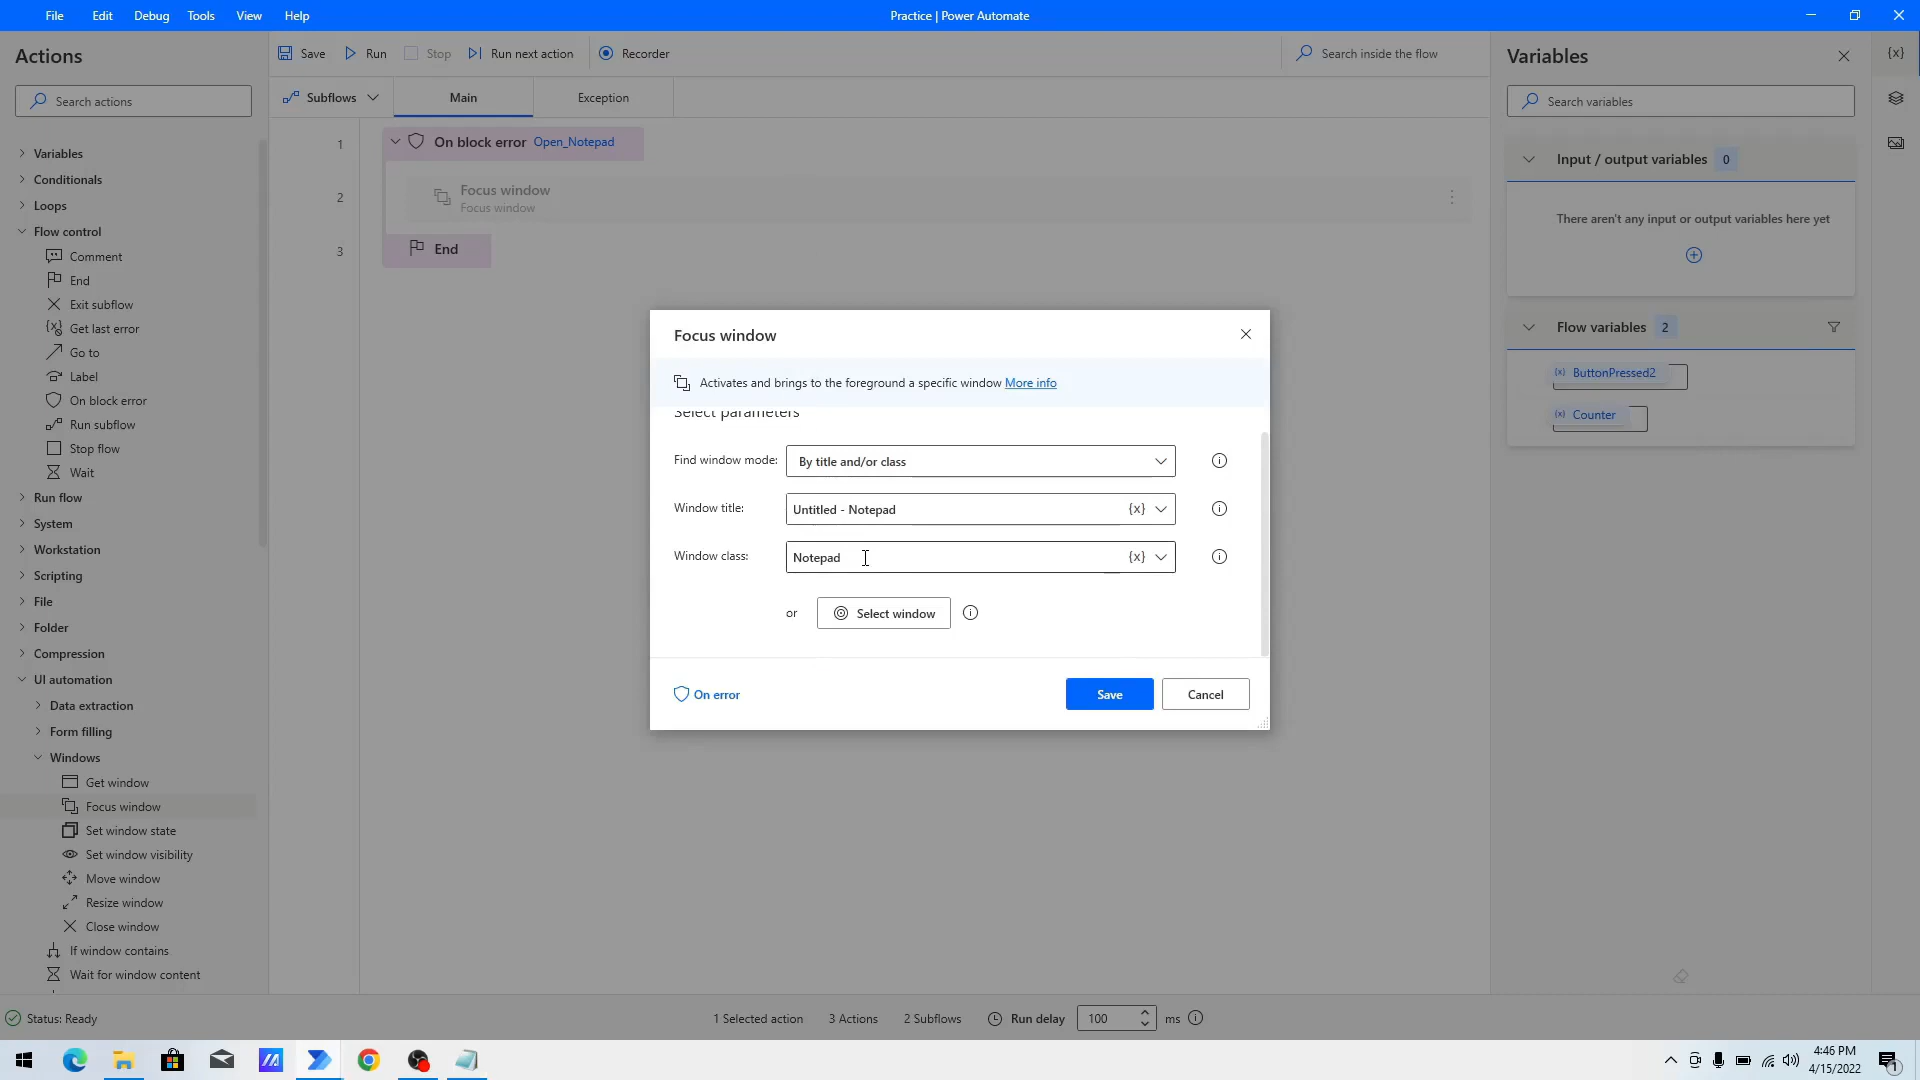 File Edit Debug Tools View Help
Practice | Power Automate
Actions
Search actions
Variables
Conditionals
Loops
Flow control
Comment
End
Exit subflow
Get last error
Go to
Label
On block error
Run subflow
Stop flow
Wait
Run flow
System
Workstation
Scripting
File
Folder
Compression
UI automation
Data extraction
Form filling
Windows
Get window
Focus window
Set window state
Set window visibility
Move window
Resize window
Close window
If window contains
Wait for window content
Save Run Stop Run next action Recorder
Search inside the flow
Subflows Main Exception
1 On block error Open_Notepad
2 Focus window
Focus window
3 End
Focus window
Activates and brings to the foreground a specific window More info
Select parameters
Find window mode: By title and/or class
Window title: Untitled - Notepad {x}
Window class: Notepad {x}
or Select window
On error
Save Cancel
Variables
{x}
Search variables
Input / output variables 0
There aren't any input or output variables here yet
Flow variables 2
(x) ButtonPressed2
(x) Counter
Status: Ready
1 Selected action 3 Actions 2 Subflows Run delay 100 ms
4:46 PM
4/15/2022
1